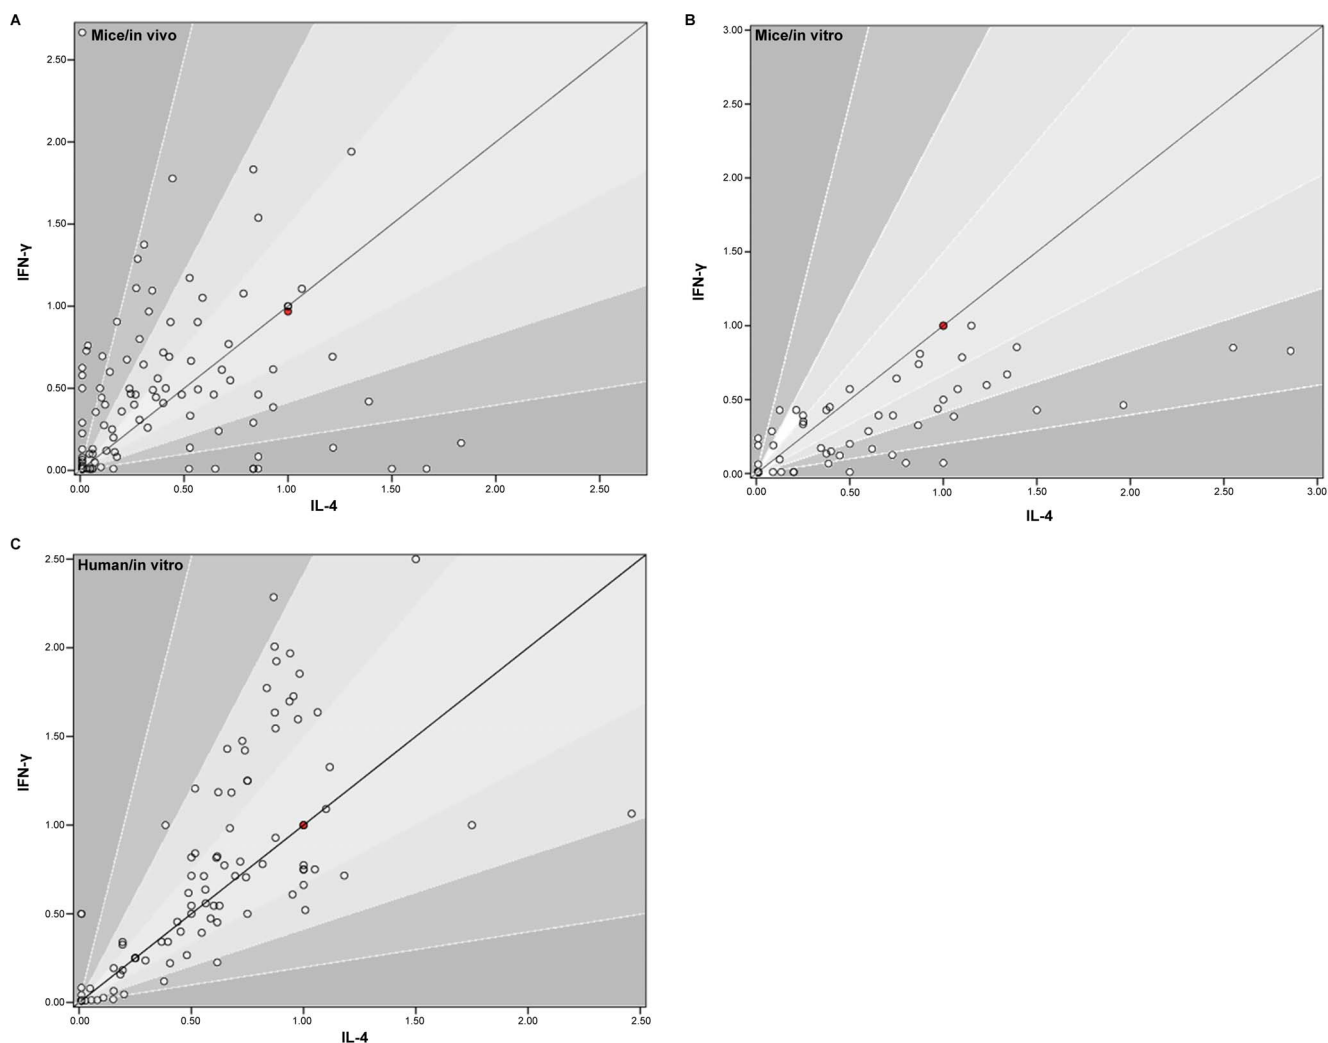 A
Mice/in vivo
2.50
2.00
1.50
1.00
0.50
0.00
IFN-γ
0.00 0.50 1.00 1.50 2.00 2.50
IL-4
B
Mice/in vitro
3.00
2.50
2.00
1.50
1.00
0.50
0.00
IFN-γ
0.00 0.50 1.00 1.50 2.00 2.50 3.00
IL-4
C
Human/in vitro
2.50
2.00
1.50
1.00
0.50
0.00
IFN-γ
0.00 0.50 1.00 1.50 2.00 2.50
IL-4